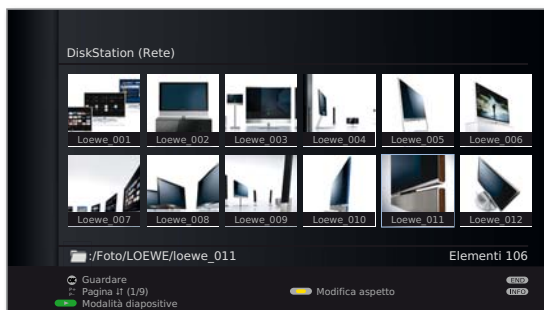 DiskStation (Rete)
Loewe_001 Loewe_002 Loewe_003 Loewe_004 Loewe_005 Loewe_006
Loewe_007 Loewe_008 Loewe_009 Loewe_010 Loewe_011 Loewe_012
:/Foto/LOEWE/loewe_011 Elementi 106
OK Guardare END
P+ P- Pagina ↓↑ (1/9) Modifica aspetto INFO
Modalità diapositive